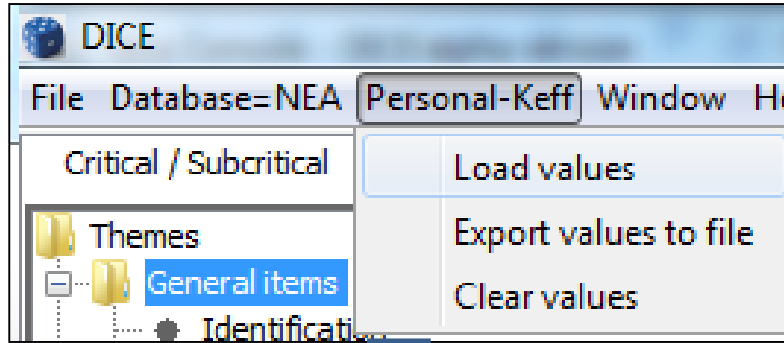 DICE
File Database=NEA Personal-Keff Window
Critical / Subcritical
Load values
Themes
Export values to file
General items
Clear values
Identification